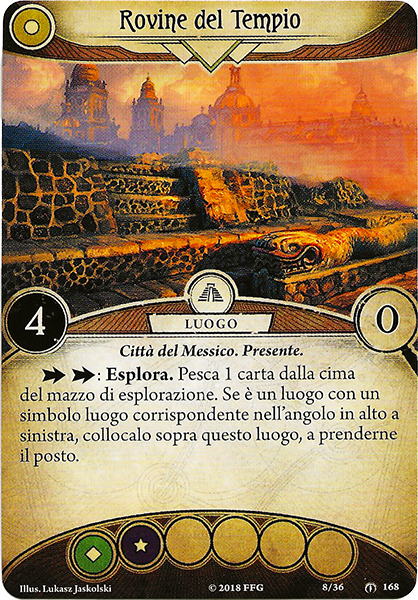 Rovine del Tempio
4
LUOGO
0
Città del Messico. Presente.
: Esplora. Pesca 1 carta dalla cima
del mazzo di esplorazione. Se è un luogo con un
simbolo luogo corrispondente nell'angolo in alto a
sinistra, collocalo sopra questo luogo, a prenderne
il posto.
Illus. Lukasz Jaskolski © 2018 FFG 8/36 168